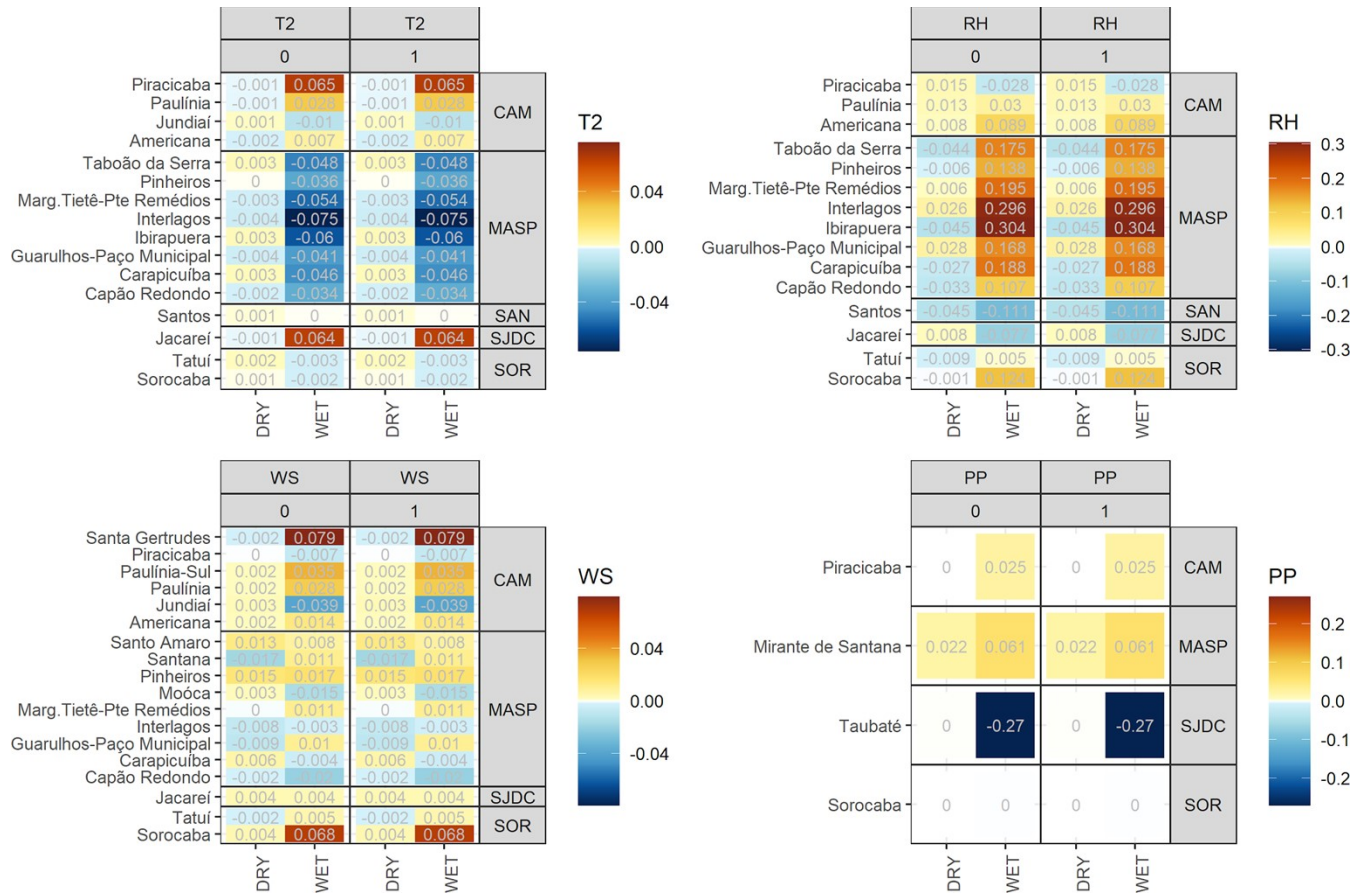 T2 T2
0 1
Piracicaba -0.001 0.065 -0.001 0.065
Paulínia -0.001 0.028 -0.001 0.028
Jundiaí 0.001 -0.01 0.001 -0.01
Americana -0.002 0.007 -0.002 0.007
CAM
Taboão da Serra 0.003 -0.048 0.003 -0.048
Pinheiros 0 -0.036 0 -0.036
Marg.Tietê-Pte Remédios -0.003 -0.054 -0.003 -0.054
Interlagos -0.004 -0.075 -0.004 -0.075
Ibirapuera 0.003 -0.06 0.003 -0.06
Guarulhos-Paço Municipal -0.004 -0.041 -0.004 -0.041
Carapicuíba 0.003 -0.046 0.003 -0.046
Capão Redondo -0.002 -0.034 -0.002 -0.034
MASP
Santos 0.001 0 0.001 0 SAN
Jacareí -0.001 0.064 -0.001 0.064 SJDC
Tatuí 0.002 -0.003 0.002 -0.003
Sorocaba 0.001 -0.002 0.001 -0.002
SOR
DRY WET DRY WET
T2
0.04
0.00
-0.04
RH RH
0 1
Piracicaba 0.015 -0.028 0.015 -0.028
Paulínia 0.013 0.03 0.013 0.03
Americana 0.008 0.089 0.008 0.089
CAM
Taboão da Serra -0.044 0.175 -0.044 0.175
Pinheiros -0.006 0.138 -0.006 0.138
Marg.Tietê-Pte Remédios 0.006 0.195 0.006 0.195
Interlagos 0.026 0.296 0.026 0.296
Ibirapuera -0.045 0.304 -0.045 0.304
Guarulhos-Paço Municipal 0.028 0.168 0.028 0.168
Carapicuíba -0.027 0.188 -0.027 0.188
Capão Redondo -0.033 0.107 -0.033 0.107
MASP
Santos -0.045 -0.111 -0.045 -0.111 SAN
Jacareí 0.008 0.008 SJDC
Tatuí -0.009 0.005 -0.009 0.005
Sorocaba -0.001 0.124 -0.001 0.124
SOR
DRY WET DRY WET
RH
0.3
0.2
0.1
0.0
-0.1
-0.2
-0.3
WS WS
0 1
Santa Gertrudes -0.002 0.079 -0.002 0.079
Piracicaba 0 -0.007 0 -0.007
Paulínia-Sul 0.002 0.035 0.002 0.035
Paulínia 0.002 0.028 0.002 0.028
Jundiaí 0.003 -0.039 0.003 -0.039
Americana 0.002 0.014 0.002 0.014
CAM
Santo Amaro 0.013 0.008 0.013 0.008
Santana -0.017 0.011 -0.017 0.011
Pinheiros 0.015 0.017 0.015 0.017
Moóca 0.003 -0.015 0.003 -0.015
Marg.Tietê-Pte Remédios 0 0.011 0 0.011
Interlagos -0.008 -0.003 -0.008 -0.003
Guarulhos-Paço Municipal -0.009 0.01 -0.009 0.01
Carapicuíba 0.006 -0.004 0.006 -0.004
Capão Redondo -0.002 -0.002
MASP
Jacareí 0.004 0.004 0.004 0.004 SJDC
Tatuí -0.002 0.005 -0.002 0.005
Sorocaba 0.004 0.068 0.004 0.068
SOR
DRY WET DRY WET
WS
0.04
0.00
-0.04
PP PP
0 1
Piracicaba 0 0.025 0 0.025 CAM
Mirante de Santana 0.022 0.061 0.022 0.061 MASP
Taubaté 0 -0.27 0 -0.27 SJDC
Sorocaba 0 0 0 0 SOR
DRY WET DRY WET
PP
0.2
0.1
0.0
-0.1
-0.2